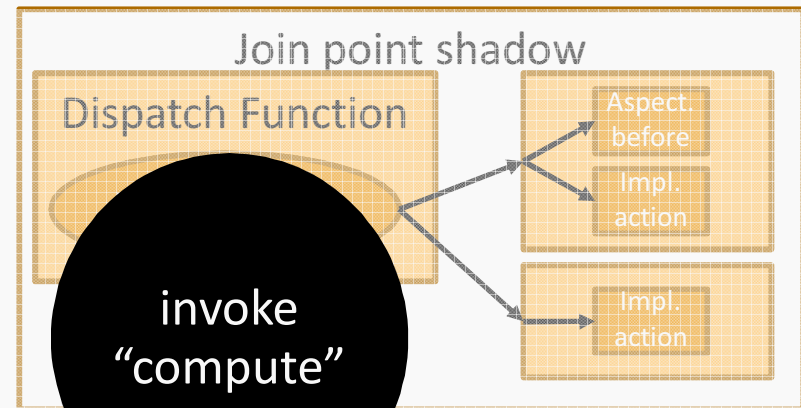 Join point shadow
Dispatch Function
Aspect.
before
Impl.
action
Impl.
action
invoke
“compute”